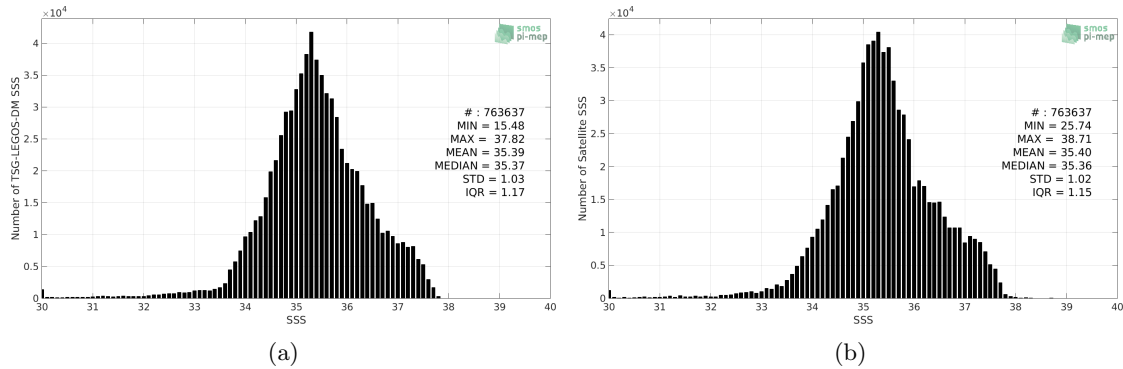 ×10⁴
smos
pi-mep
Number of TSG-LEGOS-DM SSS
4
3.5
3
2.5
2
1.5
1
0.5
0
# : 763637
MIN = 15.48
MAX = 37.82
MEAN = 35.39
MEDIAN = 35.37
STD = 1.03
IQR = 1.17
30 31 32 33 34 35 36 37 38 39 40
SSS
(a)
×10⁴
smos
pi-mep
Number of Satellite SSS
4
3.5
3
2.5
2
1.5
1
0.5
0
# : 763637
MIN = 25.74
MAX = 38.71
MEAN = 35.40
MEDIAN = 35.36
STD = 1.02
IQR = 1.15
30 31 32 33 34 35 36 37 38 39 40
SSS
(b)